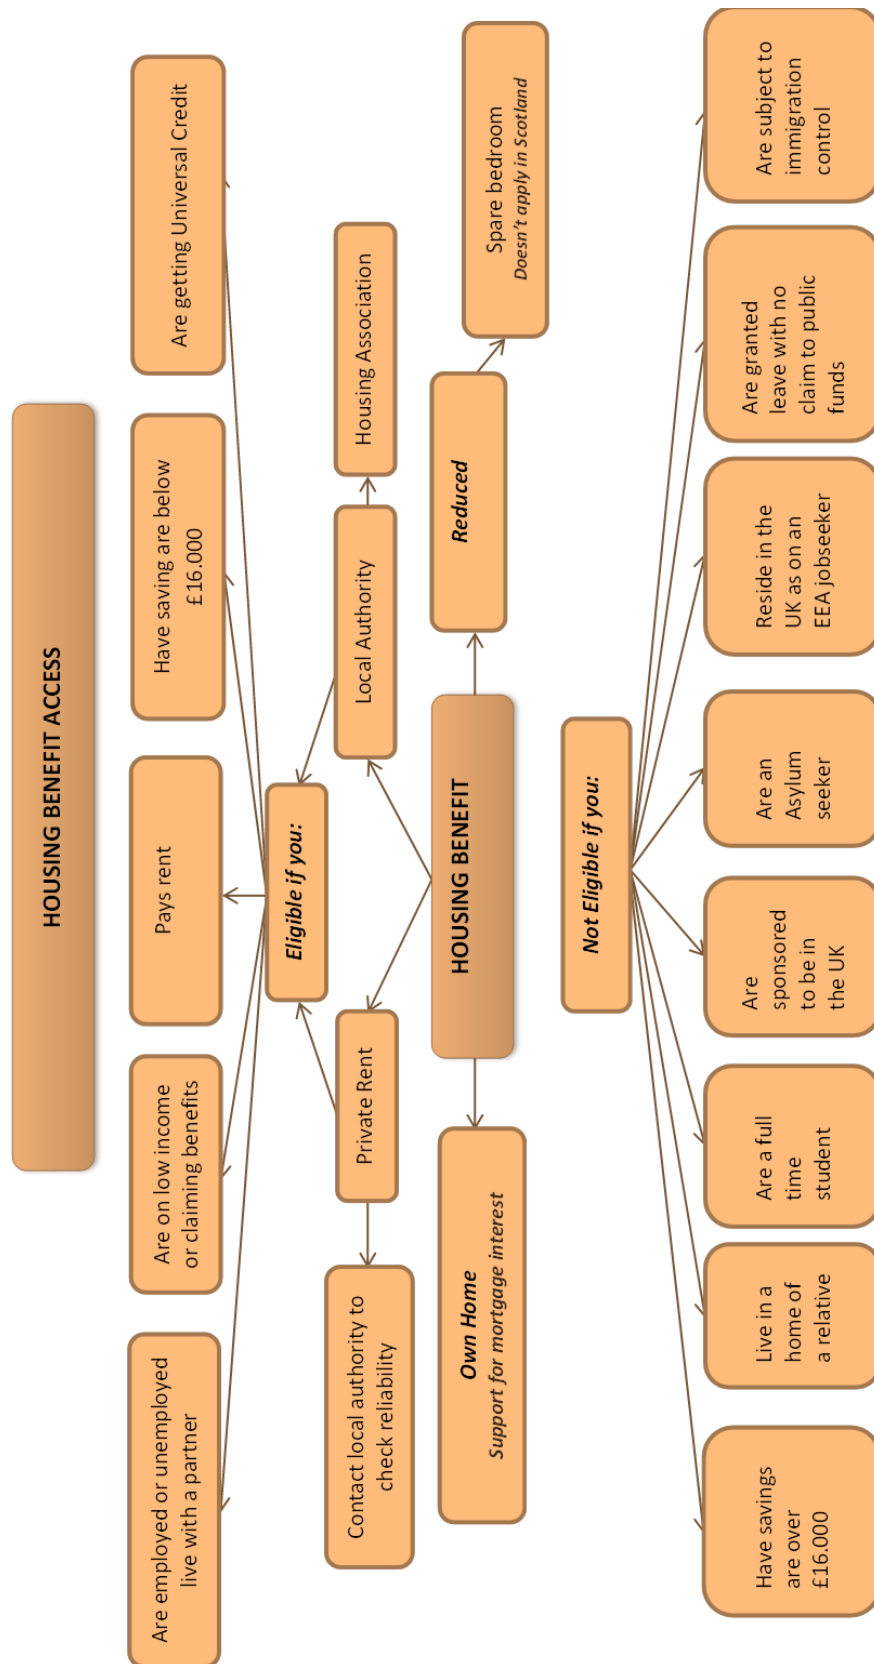 HOUSING BENEFIT ACCESS
Are employed or unemployed
live with a partner
Are on low income
or claiming benefits
Pays rent
Have saving are below
£16.000
Are getting Universal Credit
Eligible if you:
Contact local authority to
check reliability
Private Rent
Local Authority
Housing Association
Own Home
Support for mortgage interest
HOUSING BENEFIT
Reduced
Spare bedroom
Doesn't apply in Scotland
Not Eligible if you:
Have savings
are over
£16.000
Live in a
home of
a relative
Are a full
time
student
Are
sponsored
to be in
the UK
Are an
Asylum
seeker
Reside in the
UK as on an
EEA jobseeker
Are granted
leave with no
claim to public
funds
Are subject to
immigration
control